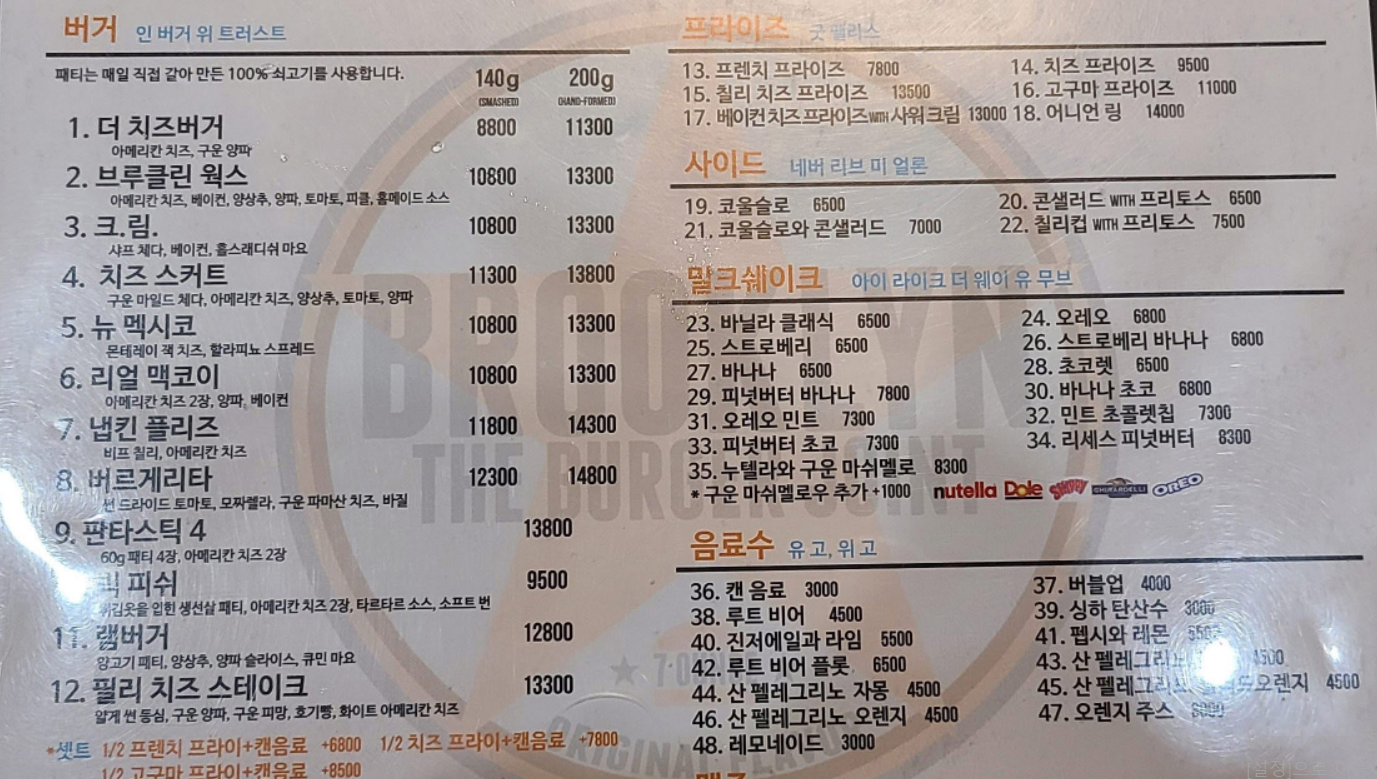 버거 인 버거 위 트러스트
패티는 매일 직접 갈아 만든 100% 쇠고기를 사용합니다. 140g 200g
(SMASHED) (HAND-FORMED)
1. 더 치즈버거 8800 11300
아메리칸 치즈, 구운 양파
2. 브루클린 웍스 10800 13300
아메리칸 치즈, 베이컨, 양상추, 양파, 토마토, 피클, 홈메이드 소스
3. 크.림. 10800 13300
샤프 체다, 베이컨, 홀스래디쉬 마요
4. 치즈 스커트 11300 13800
구운 마일드 체다, 아메리칸 치즈, 양상추, 토마토, 양파
5. 뉴 멕시코 10800 13300
몬테레이 잭 치즈, 할라피뇨 스프레드
6. 리얼 맥코이 10800 13300
아메리칸 치즈 2장, 양파, 베이컨
7. 냅킨 플리즈 11800 14300
비프 칠리, 아메리칸 치즈
8. 버르게리타 12300 14800
썬 드라이드 토마토, 모짜렐라, 구운 파마산 치즈, 바질
9. 판타스틱 4 13800
60g 패티 4장, 아메리칸 치즈 2장
피쉬 9500
입힌 생선살 패티, 아메리칸 치즈 2장, 타르타르 소스, 소프트 번
11. 램버거 12800
양고기 패티, 양상추, 양파 슬라이스, 큐민 마요
12. 필리 치즈 스테이크 13300
얇게 썬 등심, 구운 양파, 구운 피망, 호기빵, 화이트 아메리칸 치즈
*셋트 1/2 프렌치 프라이+캔음료 +6800 1/2 치즈 프라이+캔음료 +7800
1/2 고구마 프라이+캔음료 +8500
프라이즈 굿 펠러스
13. 프렌치 프라이즈 7800 14. 치즈 프라이즈 9500
15. 칠리 치즈 프라이즈 13500 16. 고구마 프라이즈 11000
17. 베이컨치즈프라이즈WITH사워크림 13000 18. 어니언 링 14000
사이드 네버 리브 미 얼론
19. 코울슬로 6500 20. 콘샐러드 WITH 프리토스 6500
21. 코울슬로와 콘샐러드 7000 22. 칠리컵 WITH 프리토스 7500
밀크쉐이크 아이 라이크 더 웨이 유 무브
23. 바닐라 클래식 6500 24. 오레오 6800
25. 스트로베리 6500 26. 스트로베리 바나나 6800
27. 바나나 6500 28. 초코렛 6500
29. 피넛버터 바나나 7800 30. 바나나 초코 6800
31. 오레오 민트 7300 32. 민트 초콜렛칩 7300
33. 피넛버터 초코 7300 34. 리세스 피넛버터 8300
35. 누텔라와 구운 마쉬멜로 8300
* 구운 마쉬멜로우 추가 +1000 nutella Dole Skippy GHIRARDELLI OREO
음료수 유 고, 위 고
36. 캔 음료 3000 37. 버블업 4000
38. 루트 비어 4500 39. 싱하 탄산수 3000
40. 진저에일과 라임 5500 41. 펩시와 레몬
42. 루트 비어 플롯 6500 43. 산 펠레그리노 4500
44. 산 펠레그리노 자몽 4500 45. 산 펠레그리노 오렌지 4500
46. 산 펠레그리노 오렌지 4500 47. 오렌지 주스
48. 레모네이드 3000
BROOKLYN
THE BURGER JOINT
ORIGINAL